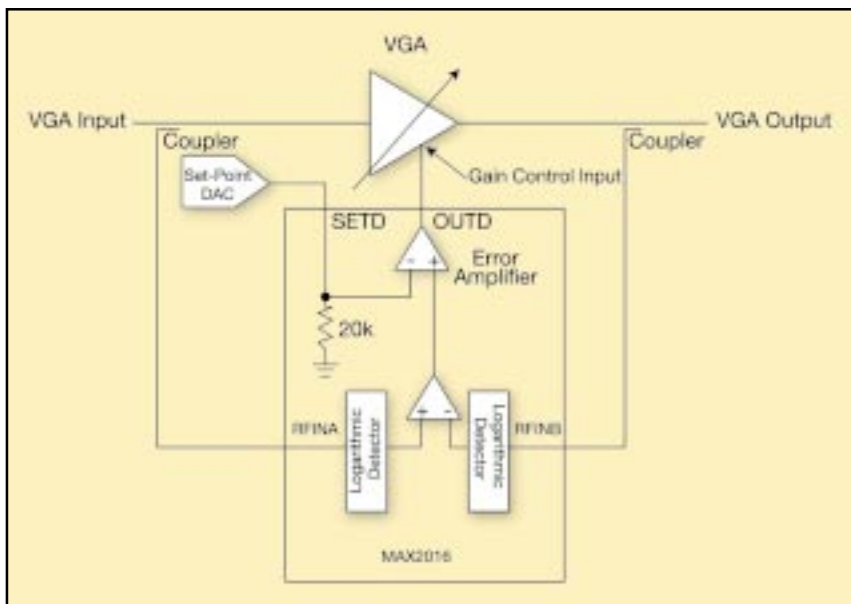 VGA
VGA Input
VGA Output
Coupler
Coupler
Set-Point
DAC
Gain Control Input
SETD
OUTD
- +
Error
Amplifier
20k
+ -
RFINA
Logarithmic
Detector
Logarithmic
Detector
RFINB
MAX2016